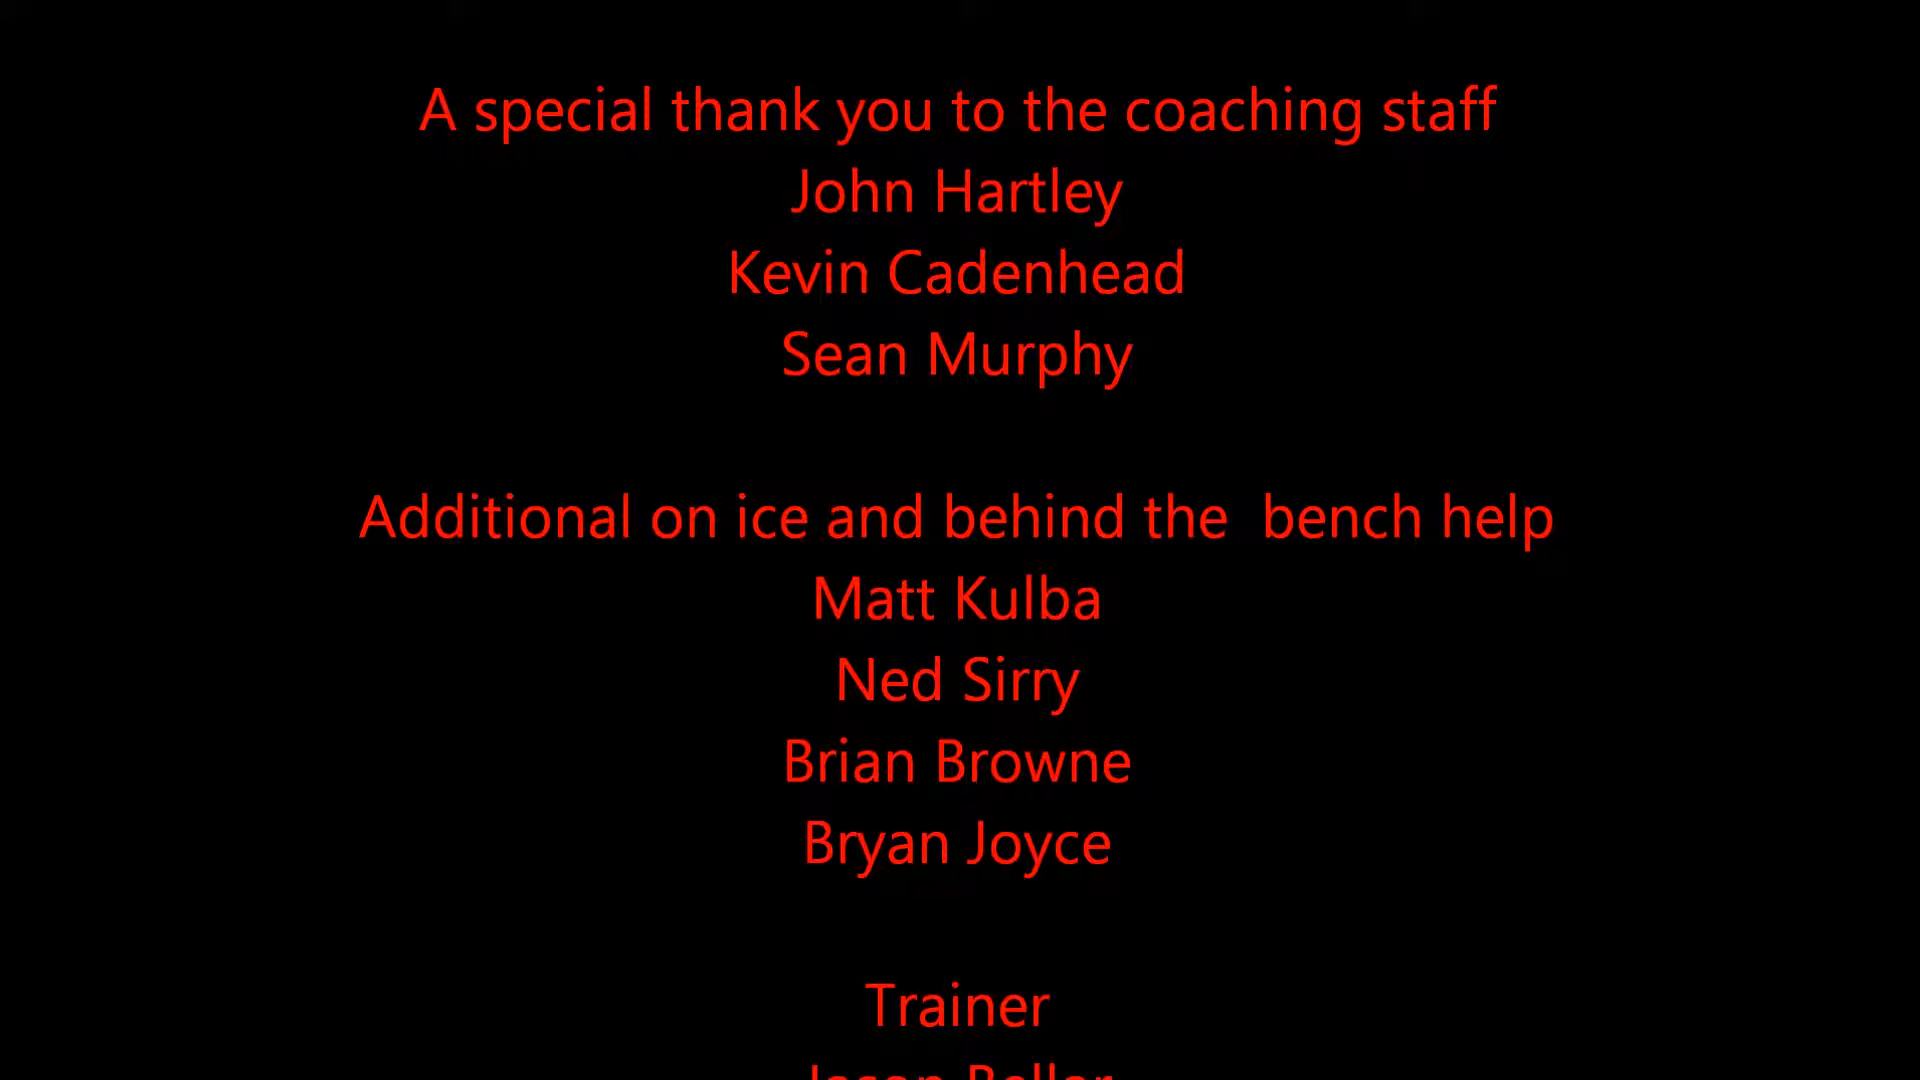 A special thank you to the coaching staff
John Hartley
Kevin Cadenhead
Sean Murphy
Additional on ice and behind the  bench help
Matt Kulba
Ned Sirry
Brian Browne
Bryan Joyce
Trainer
Jason